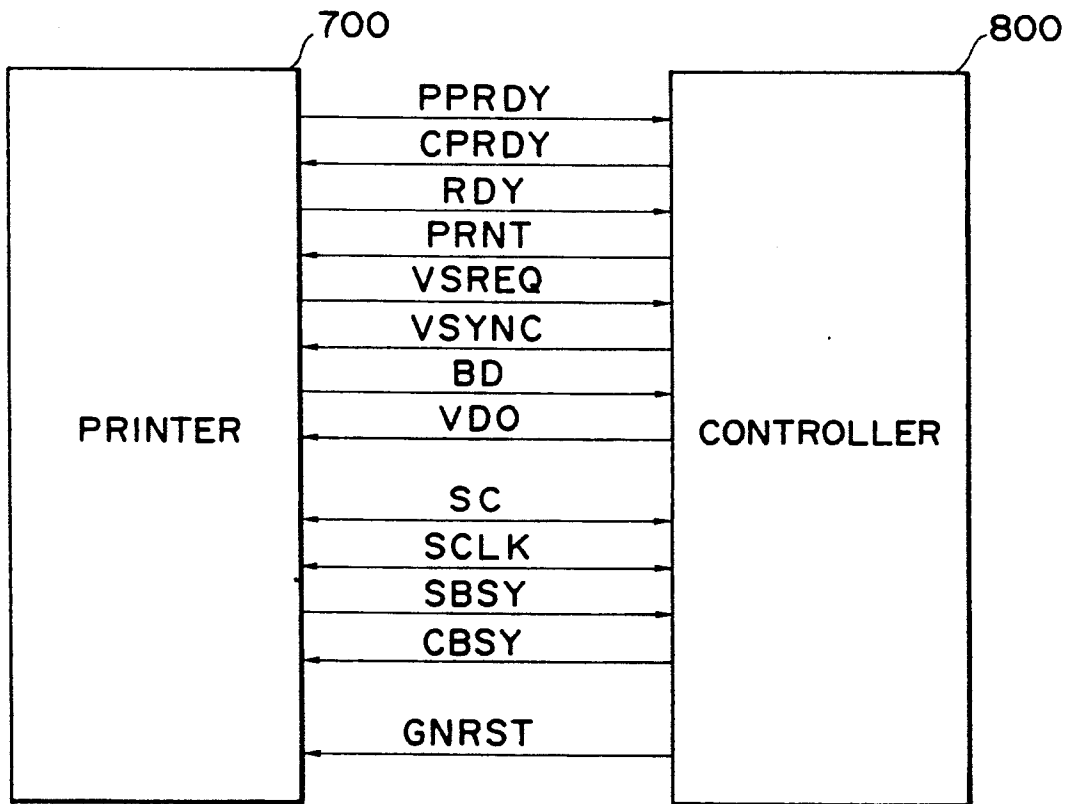 700
800
PPRDY
CPRDY
RDY
PRNT
VSREQ
VSYNC
BD
VDO
PRINTER
CONTROLLER
SC
SCLK
SBSY
CBSY
GNRST